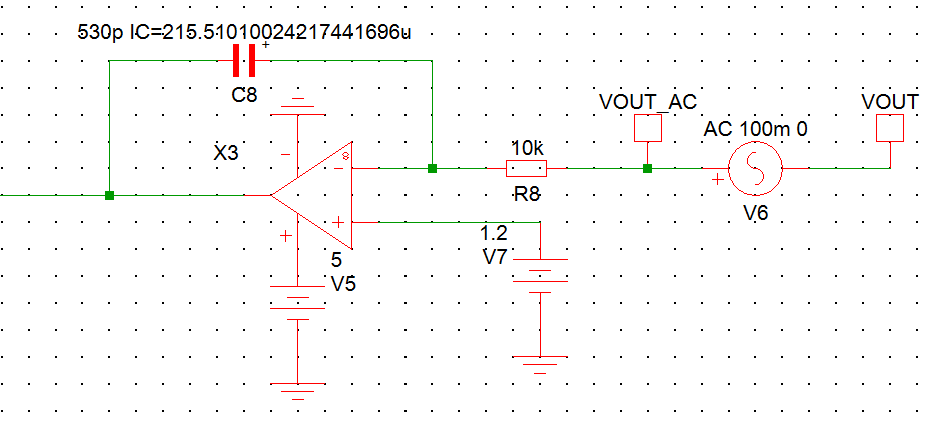 530p IC=215.51010024217441696u
+
C8
VOUT_AC
VOUT
AC 100m 0
X3
10k
R8
V6
1.2
V7
5
V5